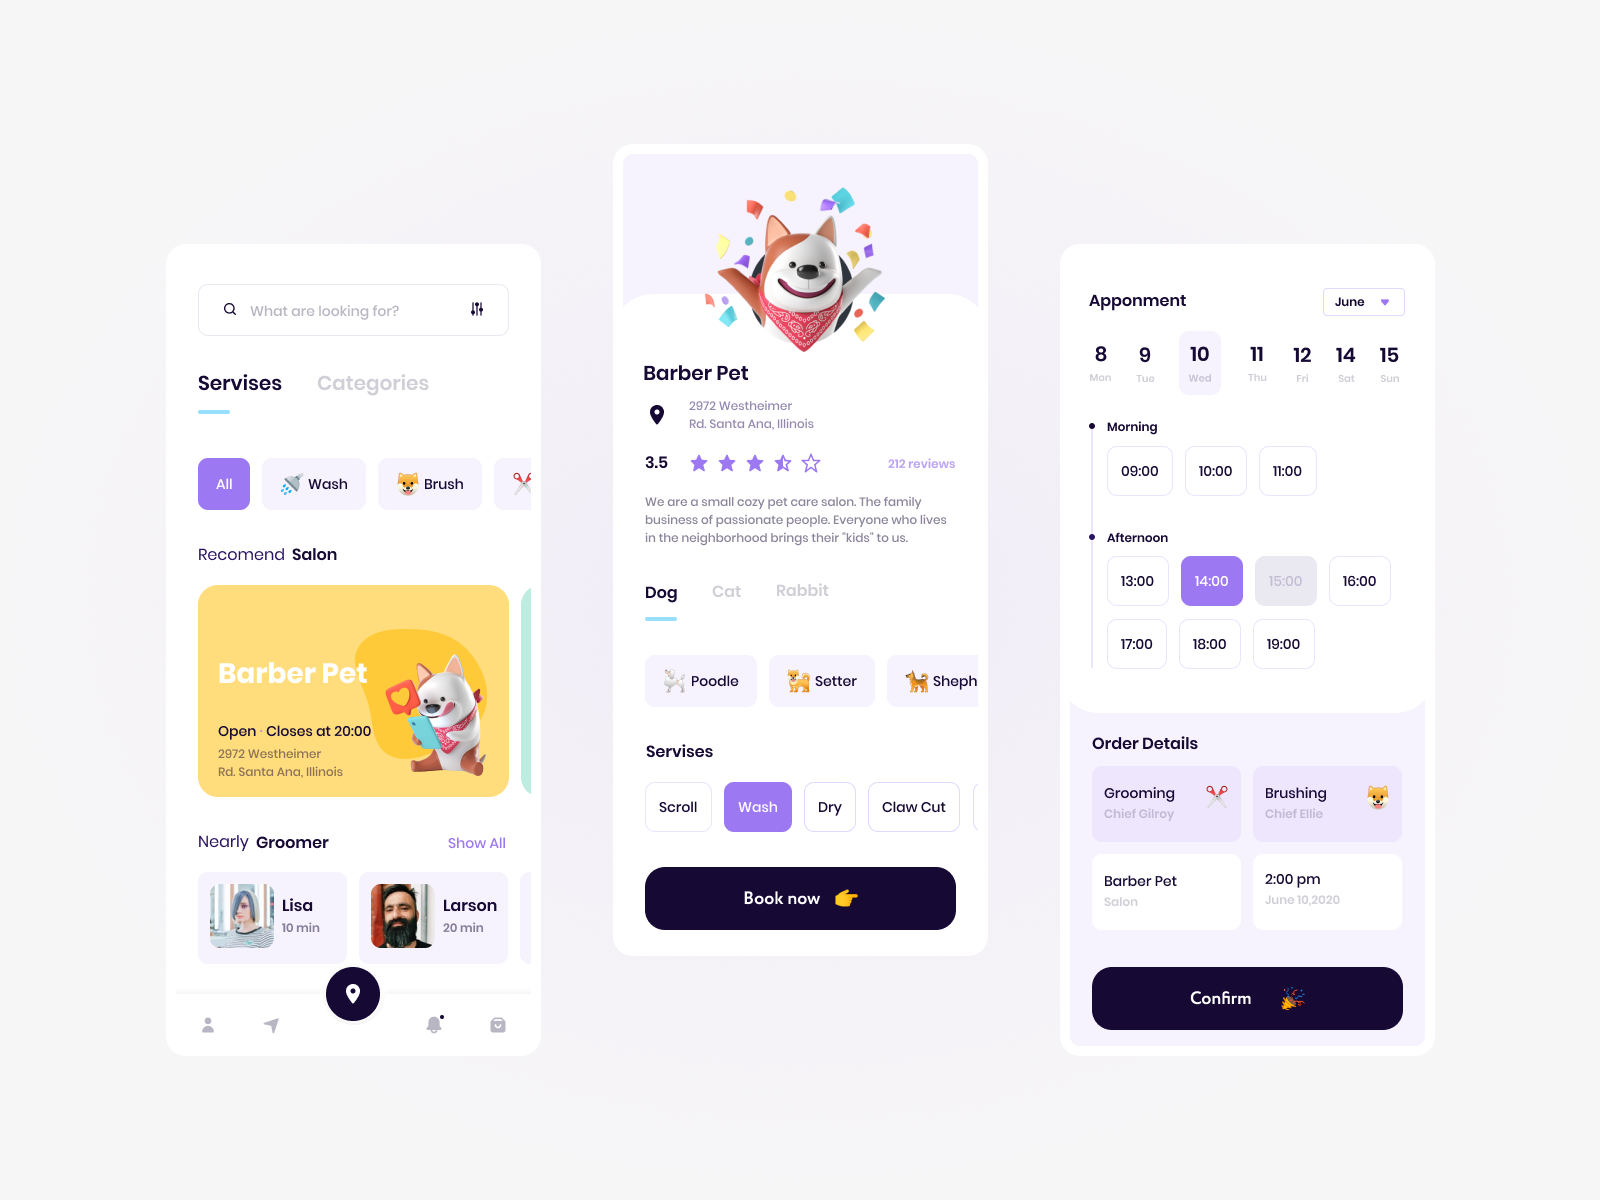 What are looking for?
Servises Categories
All Wash Brush
Recomend Salon
Barber Pet
Open · Closes at 20:00
2972 Westheimer
Rd. Santa Ana, Illinois
Nearly Groomer Show All
Lisa
10 min
Larson
20 min
Barber Pet
2972 Westheimer
Rd. Santa Ana, Illinois
3.5 212 reviews
We are a small cozy pet care salon. The family
business of passionate people. Everyone who lives
in the neighborhood brings their "kids" to us.
Dog Cat Rabbit
Poodle Setter Sheph
Servises
Scroll Wash Dry Claw Cut
Book now
Apponment June
8 9 10 11 12 14 15
Mon Tue Wed Thu Fri Sat Sun
Morning
09:00 10:00 11:00
Afternoon
13:00 14:00 15:00 16:00
17:00 18:00 19:00
Order Details
Grooming
Chief Gilroy
Brushing
Chief Ellie
Barber Pet
Salon
2:00 pm
June 10,2020
Confirm